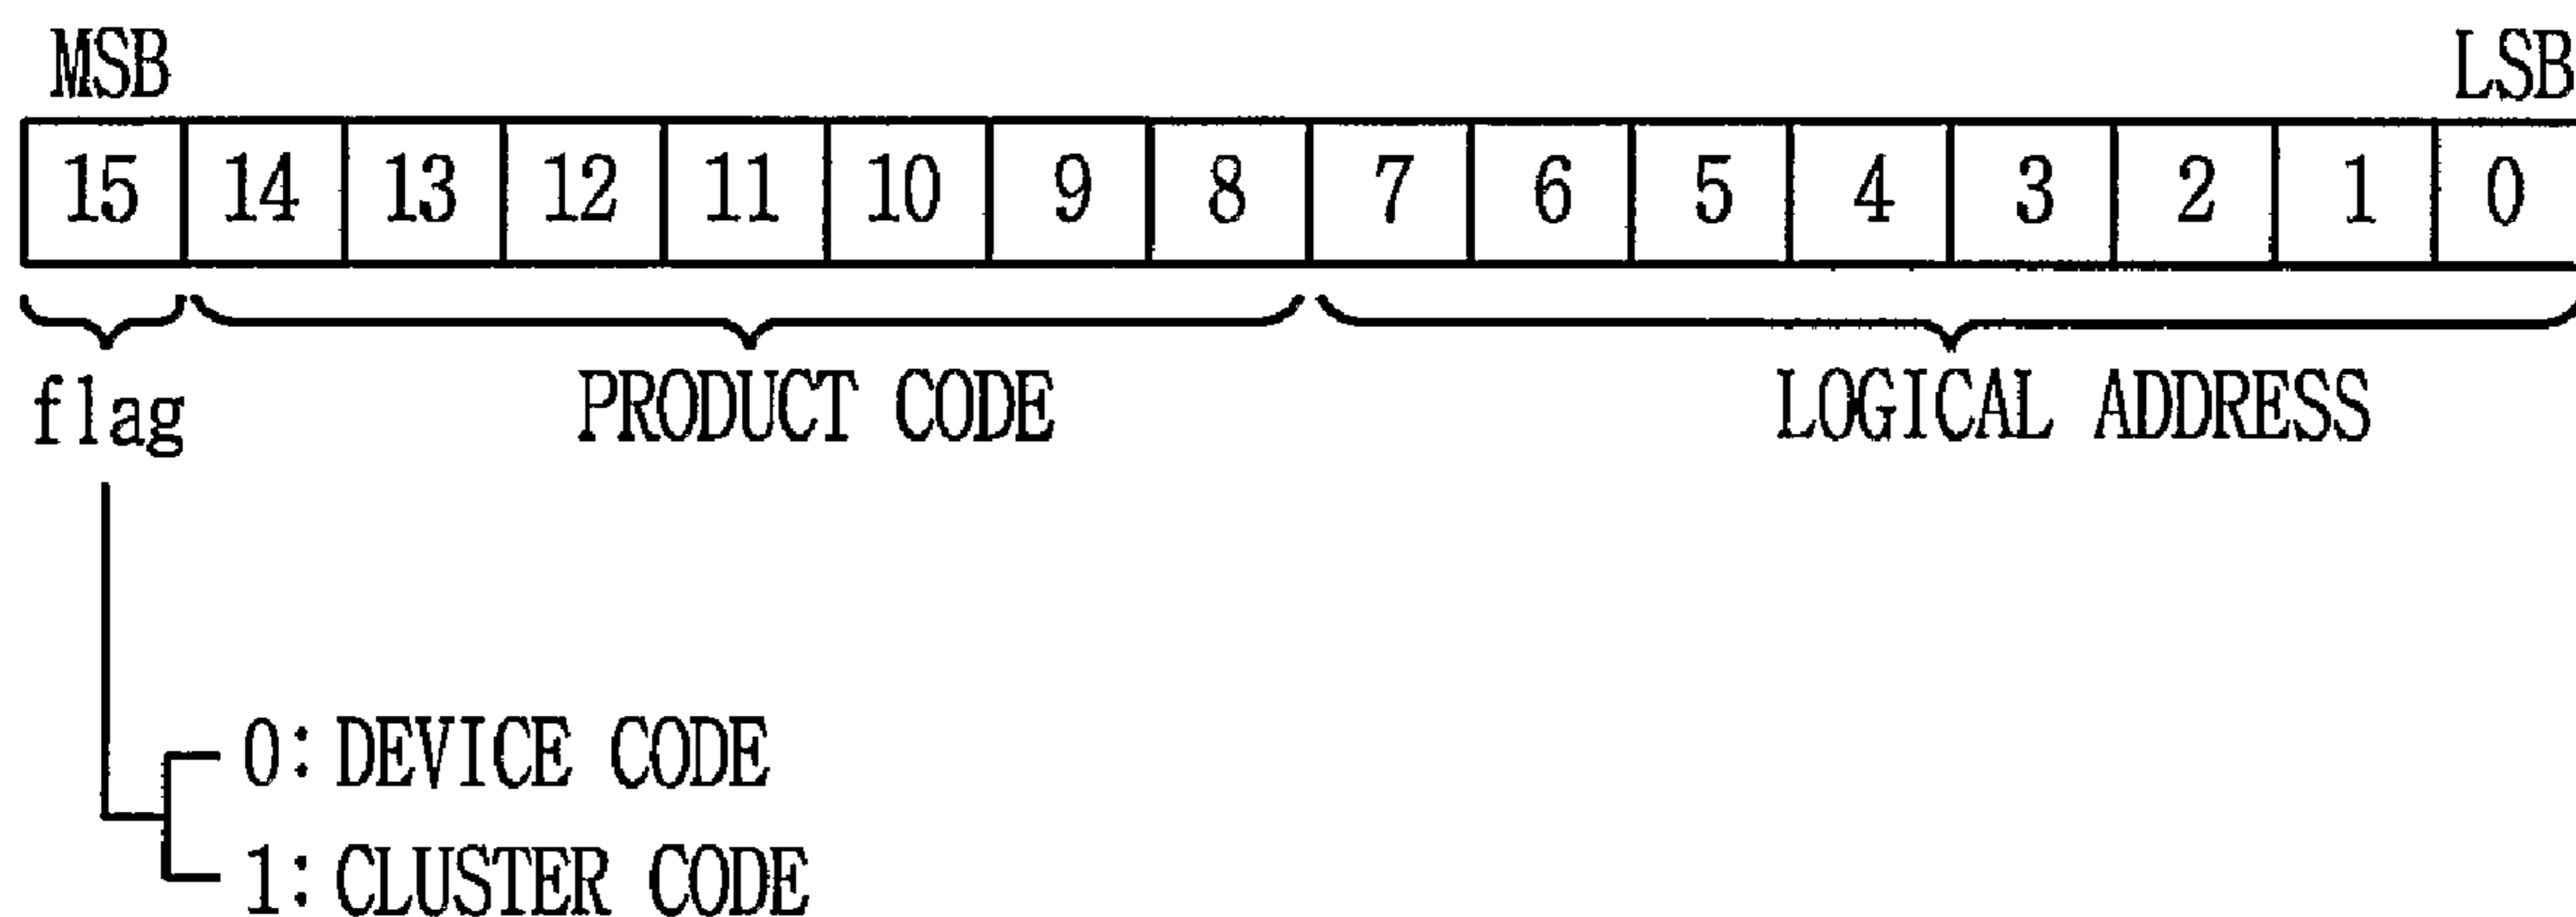 MSB LSB
15 14 13 12 11 10 9 8 7 6 5 4 3 2 1 0
flag PRODUCT CODE LOGICAL ADDRESS
0: DEVICE CODE
1: CLUSTER CODE